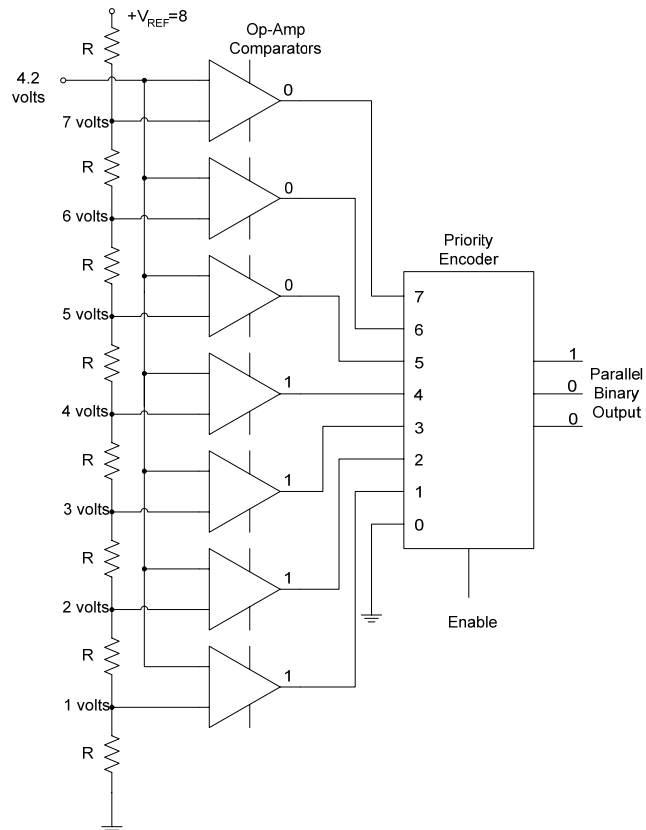 +VREF=8
Op-Amp
Comparators
R
4.2
volts
0
7 volts
R
0
6 volts
Priority
Encoder
R
0
5 volts
7
6
R
5
1
Parallel
1
4
0
Binary
4 volts
Output
3
0
R
2
1
1
3 volts
0
R
1
2 volts
Enable
R
1
1 volts
R